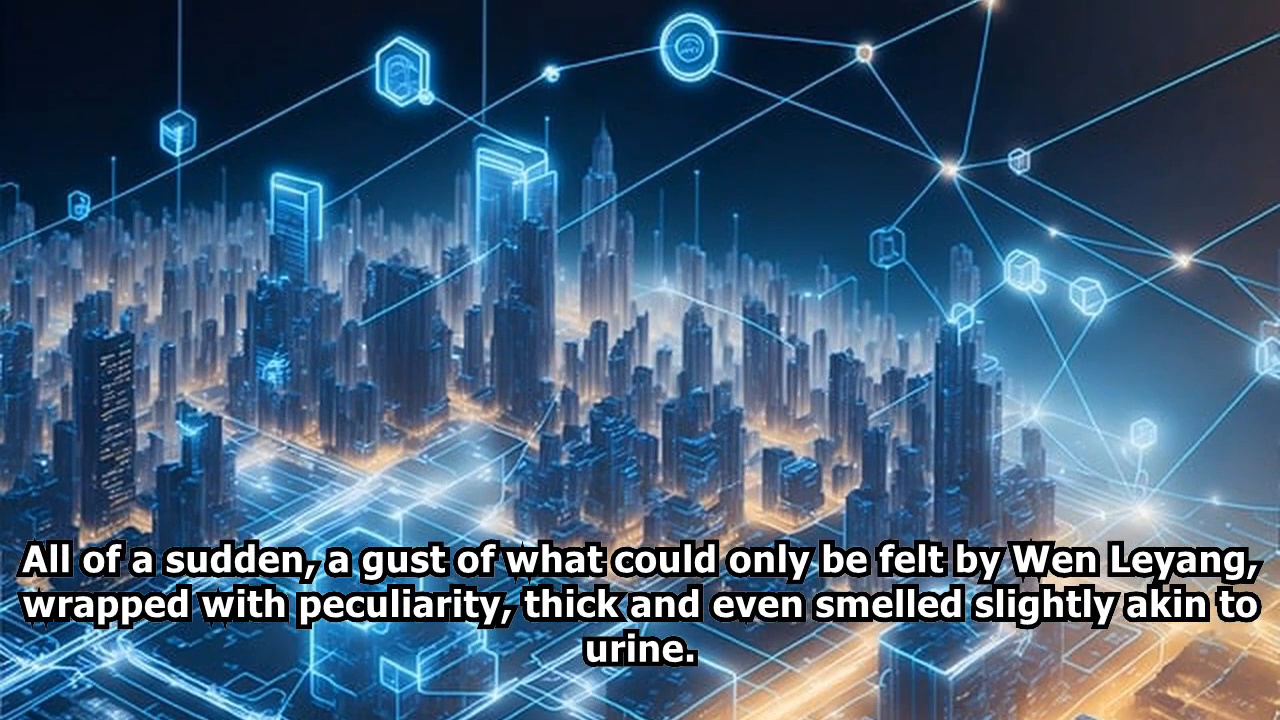 All of a sudden, a gust of what could only be felt by Wen Leyang,
wrapped with peculiarity, thick and even smelled slightly akin to
urine.